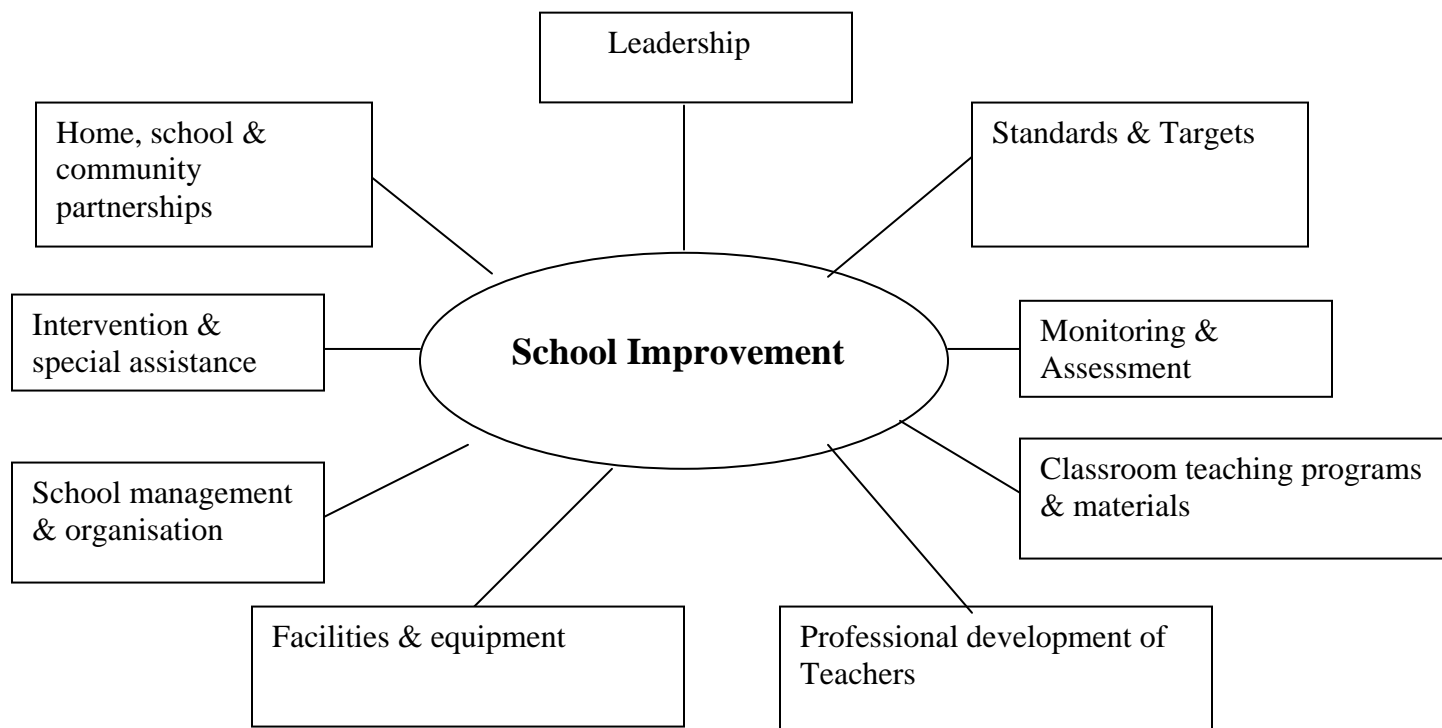 Leadership
Home, school &
community
partnerships
Standards & Targets
Intervention &
special assistance
School Improvement
Monitoring &
Assessment
School management
& organisation
Classroom teaching programs
& materials
Facilities & equipment
Professional development of
Teachers